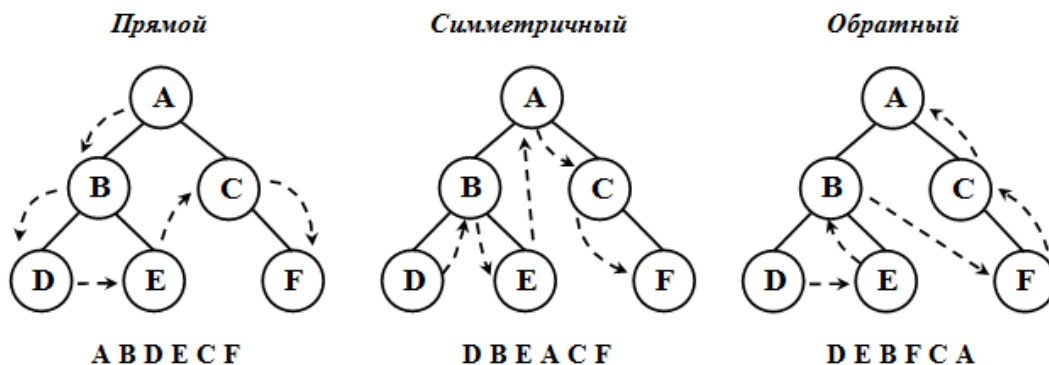 Прямой Симметричный Обратный
A A A
B C B C B C
D E F D E F D E F
A B D E C F D B E A C F D E B F C A